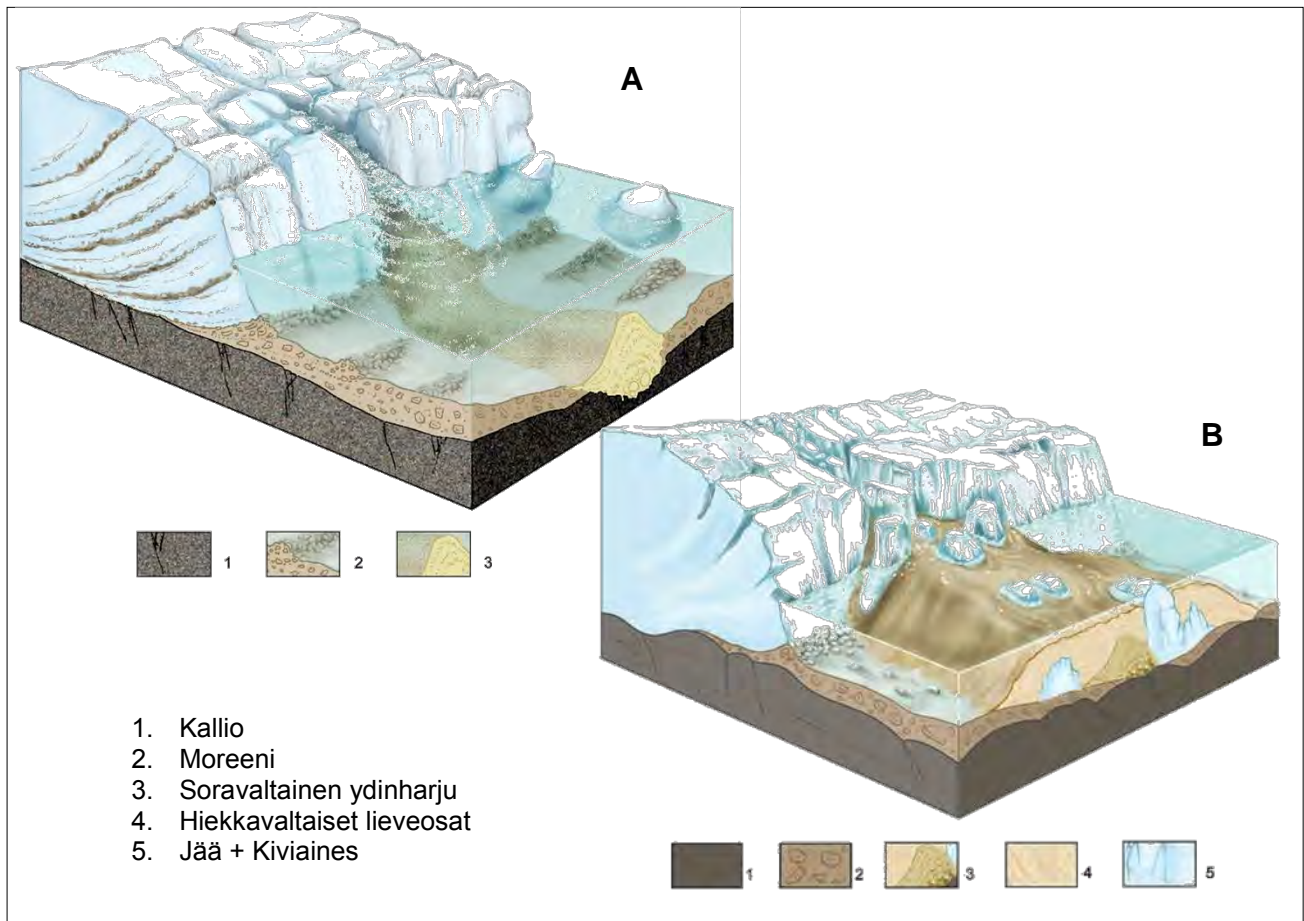 A
B
1 2 3
1. Kallio
2. Moreeni
3. Soravaltainen ydinharju
4. Hiekkavaltaiset lieveosat
5. Jää + Kiviaines
1 2 3 4 5